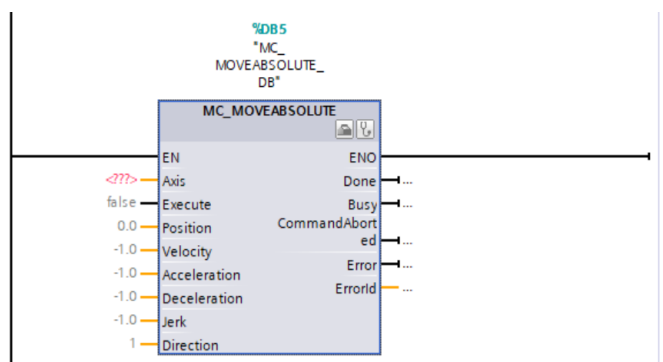 %DB5
"MC_
MOVEABSOLUTE_
DB"
MC_MOVEABSOLUTE
EN ENO
<???> Axis Done ...
false Execute Busy ...
0.0 Position CommandAbort
ed ...
-1.0 Velocity
-1.0 Acceleration Error ...
-1.0 Deceleration ErrorId ...
-1.0 Jerk
1 Direction